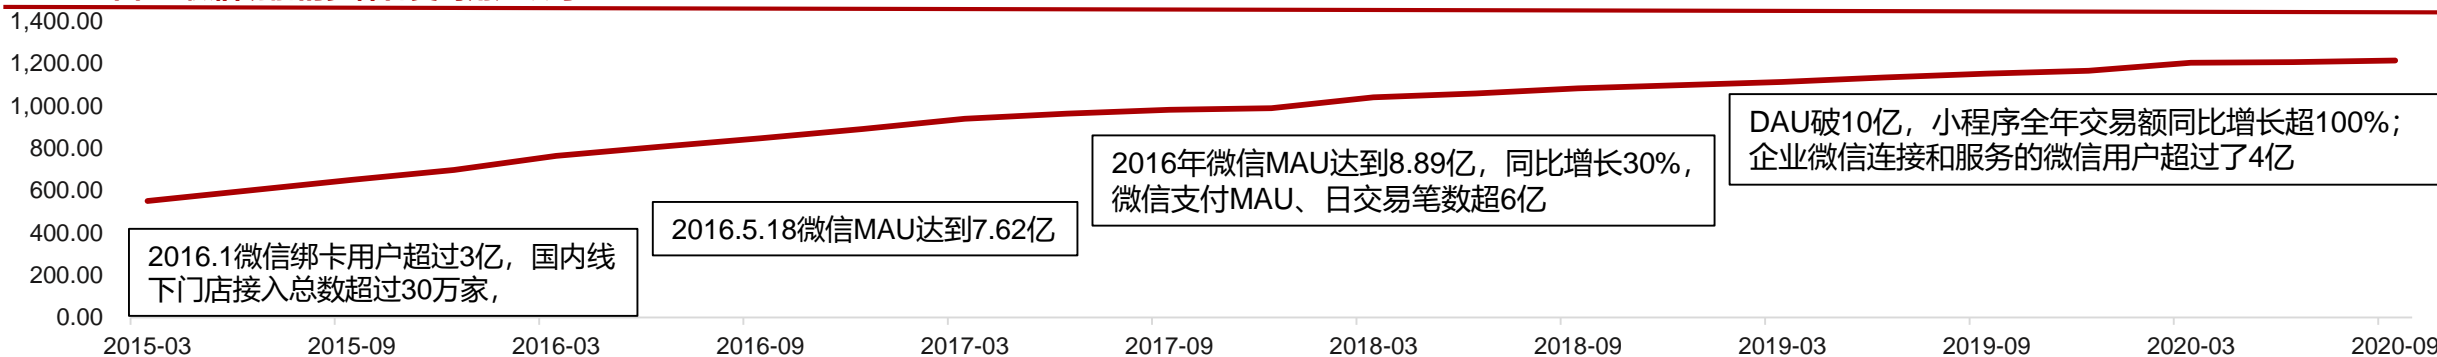 1,400.00
1,200.00
1,000.00
800.00
600.00
400.00
200.00
0.00
DAU破10亿，小程序全年交易额同比增长超100%；
企业微信连接和服务的微信用户超过了4亿
2016年微信MAU达到8.89亿，同比增长30%，
微信支付MAU、日交易笔数超6亿
2016.5.18微信MAU达到7.62亿
2016.1微信绑卡用户超过3亿，国内线
下门店接入总数超过30万家，
2015-03 2015-09 2016-03 2016-09 2017-03 2017-09 2018-03 2018-09 2019-03 2019-09 2020-03 2020-09